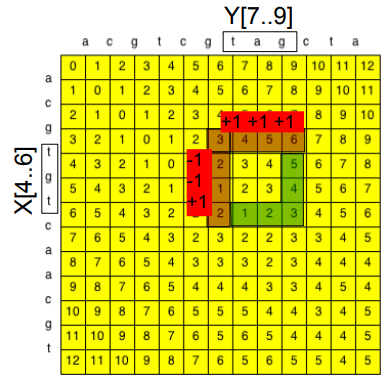 Y[7..9]
a c g t c g t a g c t a
0 1 2 3 4 5 6 7 8 9 10 11 12
a 1 0 1 2 3 4 5 6 7 8 9 10 11
c 2 1 0 1 2 3 4 8 9 10
+1 +1 +1
g 3 2 1 0 1 2 3 4 5 6 7 8 9
X[4..6]
t 4 3 2 1 0 -1 2 3 4 5 6 7 8
g 5 4 3 2 1 -1 1 2 3 4 5 6 7
t 6 5 4 3 2 +1 2 1 2 3 4 5 6
c 7 6 5 4 3 2 3 2 2 3 3 4 5
a 8 7 6 5 4 3 3 3 2 3 4 4 4
a 9 8 7 6 5 4 4 4 3 3 4 5 4
c 10 9 8 7 6 5 5 5 4 4 3 4 5
g 11 10 9 8 7 6 5 6 5 4 4 4 5
t 12 11 10 9 8 7 6 5 6 5 5 4 5